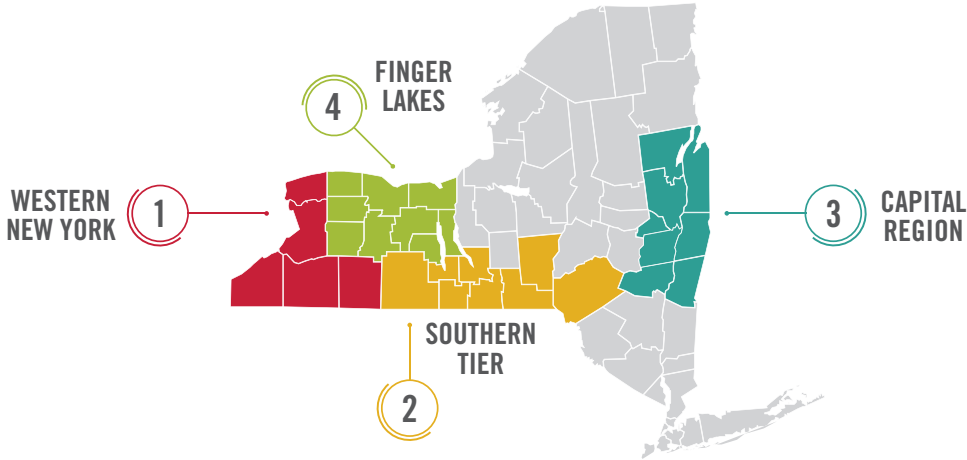 FINGER
LAKES
4
WESTERN
NEW YORK
1
3
CAPITAL
REGION
SOUTHERN
TIER
2